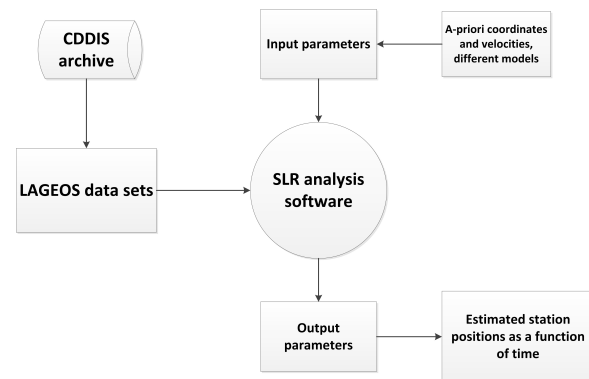 CDDIS
archive
Input parameters
A-priori coordinates
and velocities,
different models
LAGEOS data sets
SLR analysis
software
Output
parameters
Estimated station
positions as a function
of time